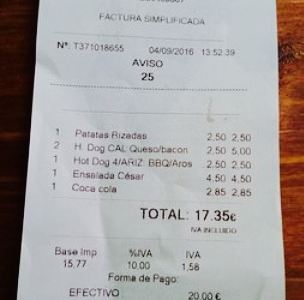 FACTURA SIMPLIFICADA
Nº: T371018655 04/09/2016 13:52:39
AVISO
25
1 Patatas Rizadas 2,50 2,50
2 H. Dog CAL Queso/bacon 2,50 5,00
1 Hot Dog 4/ARIZ. BBQ/Aros 2,50 2,50
1 Ensalada César 4,50 4,50
1 Coca cola 2,85 2,85
TOTAL: 17.35€
IVA INCLUIDO
Base Imp %IVA IVA
15,77 10,00 1,58
Forma de Pago:
EFECTIVO 20,00 €